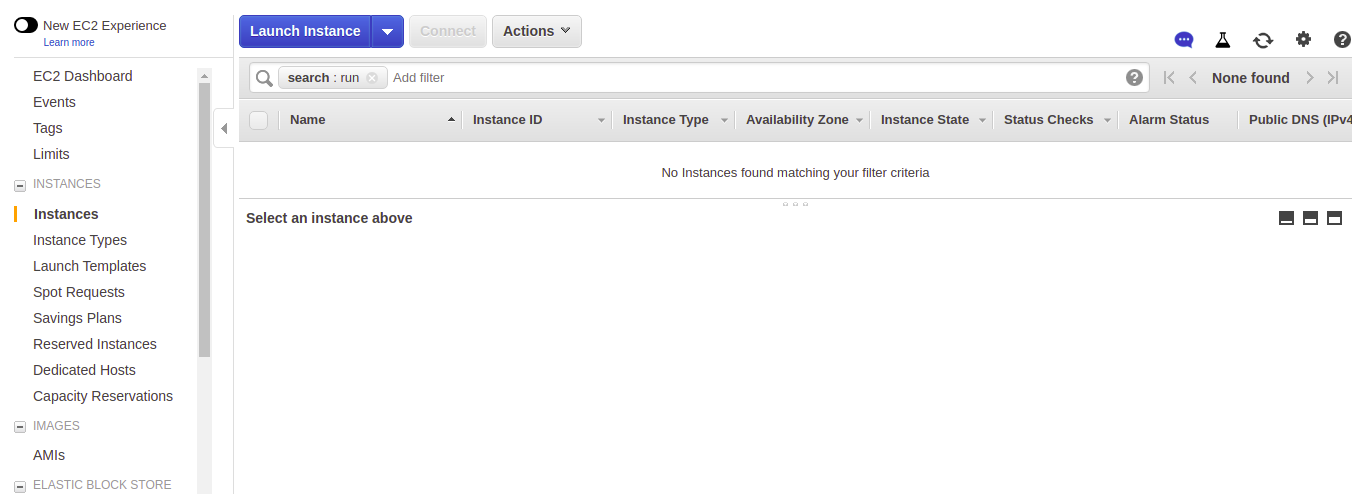 New EC2 Experience
Learn more
EC2 Dashboard
Events
Tags
Limits
INSTANCES
Instances
Instance Types
Launch Templates
Spot Requests
Savings Plans
Reserved Instances
Dedicated Hosts
Capacity Reservations
IMAGES
AMIs
ELASTIC BLOCK STORE
Launch Instance Connect Actions
search : run Add filter None found
Name Instance ID Instance Type Availability Zone Instance State Status Checks Alarm Status Public DNS (IPv4
No Instances found matching your filter criteria
Select an instance above